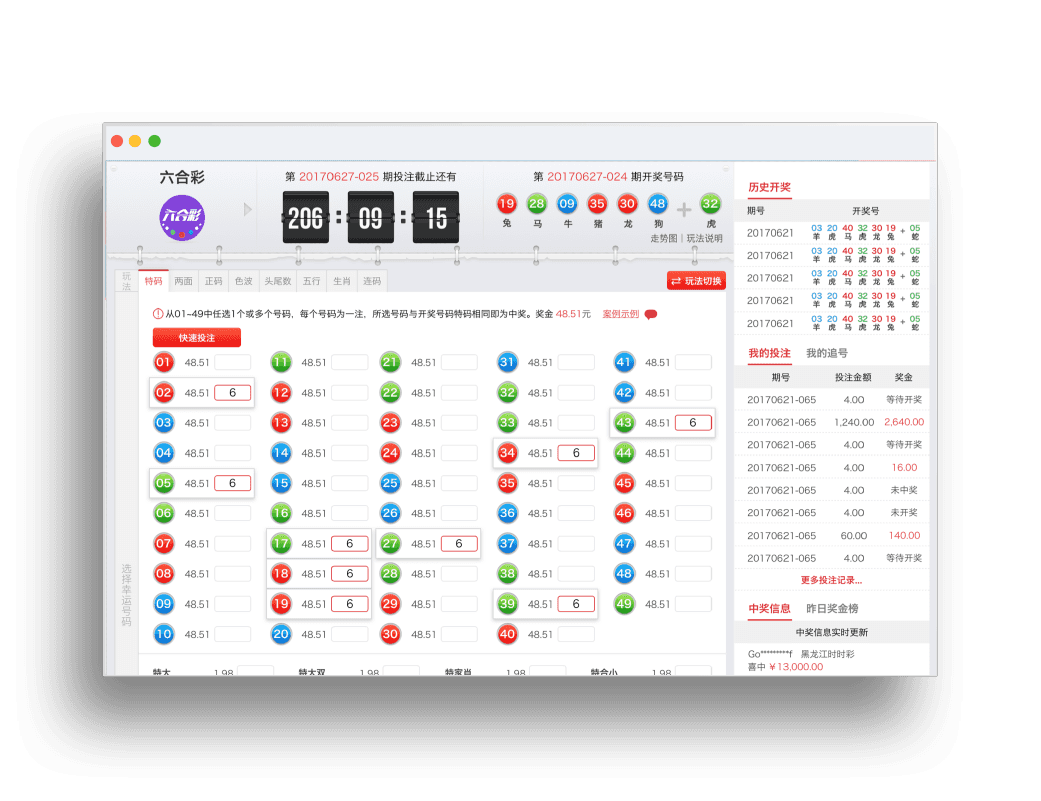 六合彩
六合彩
第 20170627-025 期投注截止还有
206 : 09 : 15
第 20170627-024 期开奖号码
19 28 09 35 30 48 + 32
兔 马 牛 猪 龙 狗 虎
走势图 | 玩法说明
玩法
特码 两面 正码 色波 头尾数 五行 生肖 连码
玩法切换
从01~49中任选1个或多个号码，每个号码为一注，所选号码与开奖号码特码相同即为中奖。奖金 48.51元 案例示例
快速投注
选择幸运号码
01 48.51 11 48.51 21 48.51 31 48.51 41 48.51
02 48.51 6 12 48.51 22 48.51 32 48.51 42 48.51
03 48.51 13 48.51 23 48.51 33 48.51 43 48.51 6
04 48.51 14 48.51 24 48.51 34 48.51 6 44 48.51
05 48.51 6 15 48.51 25 48.51 35 48.51 45 48.51
06 48.51 16 48.51 26 48.51 36 48.51 46 48.51
07 48.51 17 48.51 6 27 48.51 6 37 48.51 47 48.51
08 48.51 18 48.51 6 28 48.51 38 48.51 48 48.51
09 48.51 19 48.51 6 29 48.51 39 48.51 6 49 48.51
10 48.51 20 48.51 30 48.51 40 48.51
特大 1.98 特大双 1.98 特家肖 1.98 特合小 1.98
历史开奖
期号 开奖号
20170621 03 20 40 32 30 19 + 05
羊 虎 马 虎 龙 兔 蛇
20170621 03 20 40 32 30 19 + 05
羊 虎 马 虎 龙 兔 蛇
20170621 03 20 40 32 30 19 + 05
羊 虎 马 虎 龙 兔 蛇
20170621 03 20 40 32 30 19 + 05
羊 虎 马 虎 龙 兔 蛇
20170621 03 20 40 32 30 19 + 05
羊 虎 马 虎 龙 兔 蛇
我的投注 我的追号
期号 投注金额 奖金
20170621-065 4.00 等待开奖
20170621-065 1,240.00 2,640.00
20170621-065 4.00 等待开奖
20170621-065 4.00 16.00
20170621-065 4.00 未中奖
20170621-065 4.00 未开奖
20170621-065 60.00 140.00
20170621-065 4.00 等待开奖
更多投注记录...
中奖信息 昨日奖金榜
中奖信息实时更新
Go*********f 黑龙江时时彩
喜中 ￥13,000.00